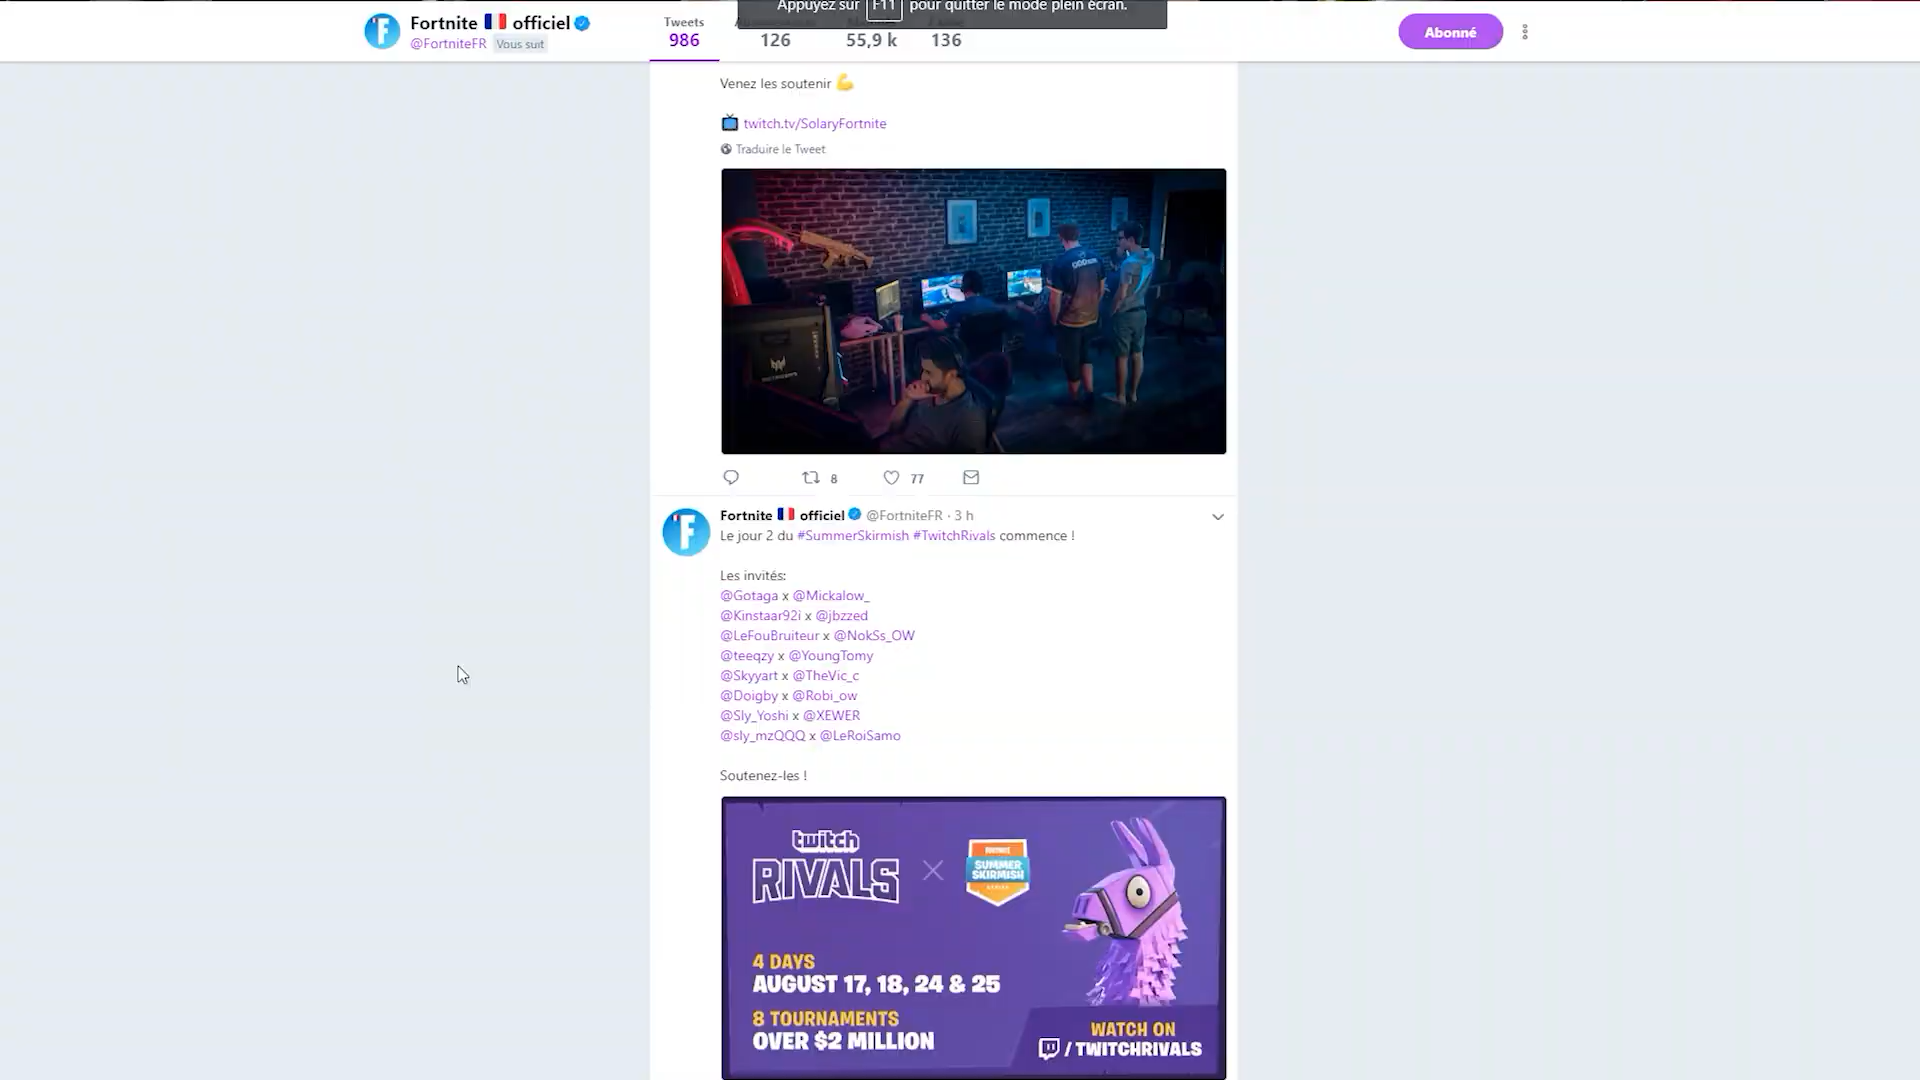 Appuyez sur F11 pour quitter le mode plein écran.
Fortnite 🇫🇷 officiel
@FortniteFR Vous suit
Tweets
986
126
55,9 k
136
Abonné
Venez les soutenir 💪
twitch.tv/SolaryFortnite
Traduire le Tweet
8
77
Fortnite 🇫🇷 officiel @FortniteFR · 3 h
Le jour 2 du #SummerSkirmish #TwitchRivals commence !
Les invités:
@Gotaga x @Mickalow_
@Kinstaar92i x @jbzzed
@LeFouBruiteur x @NokSs_OW
@teeqzy x @YoungTomy
@Skyyart x @TheVic_c
@Doigby x @Robi_ow
@Sly_Yoshi x @XEWER
@sly_mzQQQ x @LeRoiSamo
Soutenez-les !
twitch
RIVALS
X
FORTNITE
SUMMER
SKIRMISH
SERIES
4 DAYS
AUGUST 17, 18, 24 & 25
8 TOURNAMENTS
OVER $2 MILLION
WATCH ON
/ TWITCHRIVALS